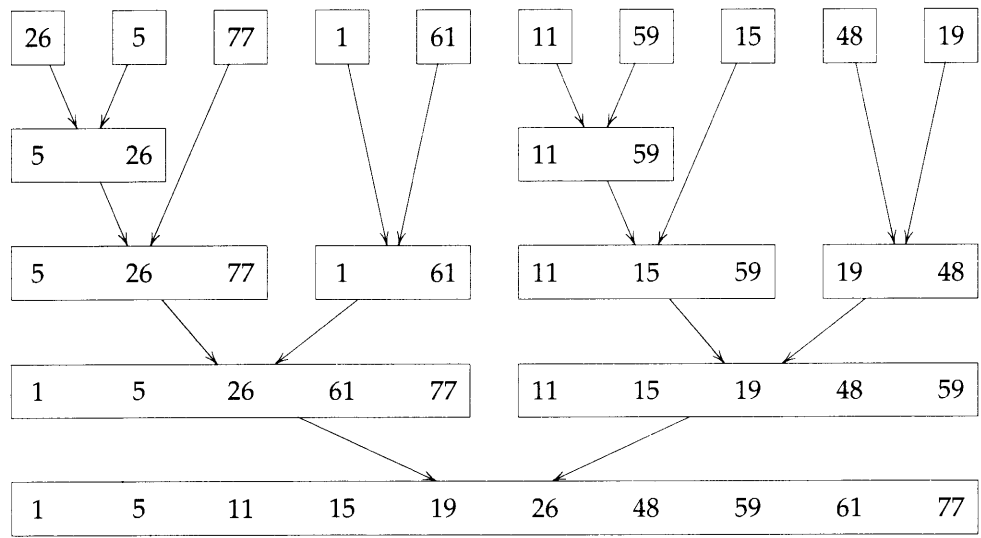 26 5 77 1 61 11 59 15 48 19
5 26 11 59
5 26 77 1 61 11 15 59 19 48
1 5 26 61 77 11 15 19 48 59
1 5 11 15 19 26 48 59 61 77